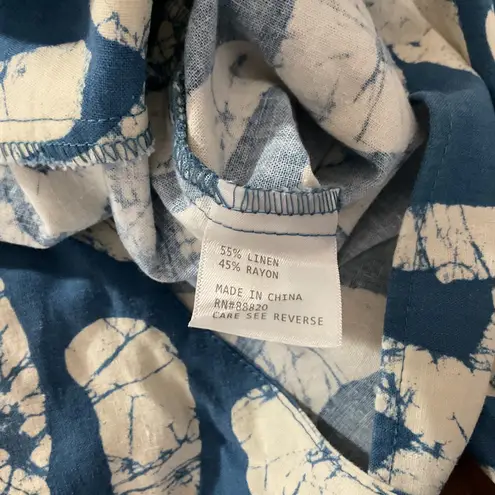 55% LINEN
45% RAYON
MADE IN CHINA
RN#88820
CARE SEE REVERSE